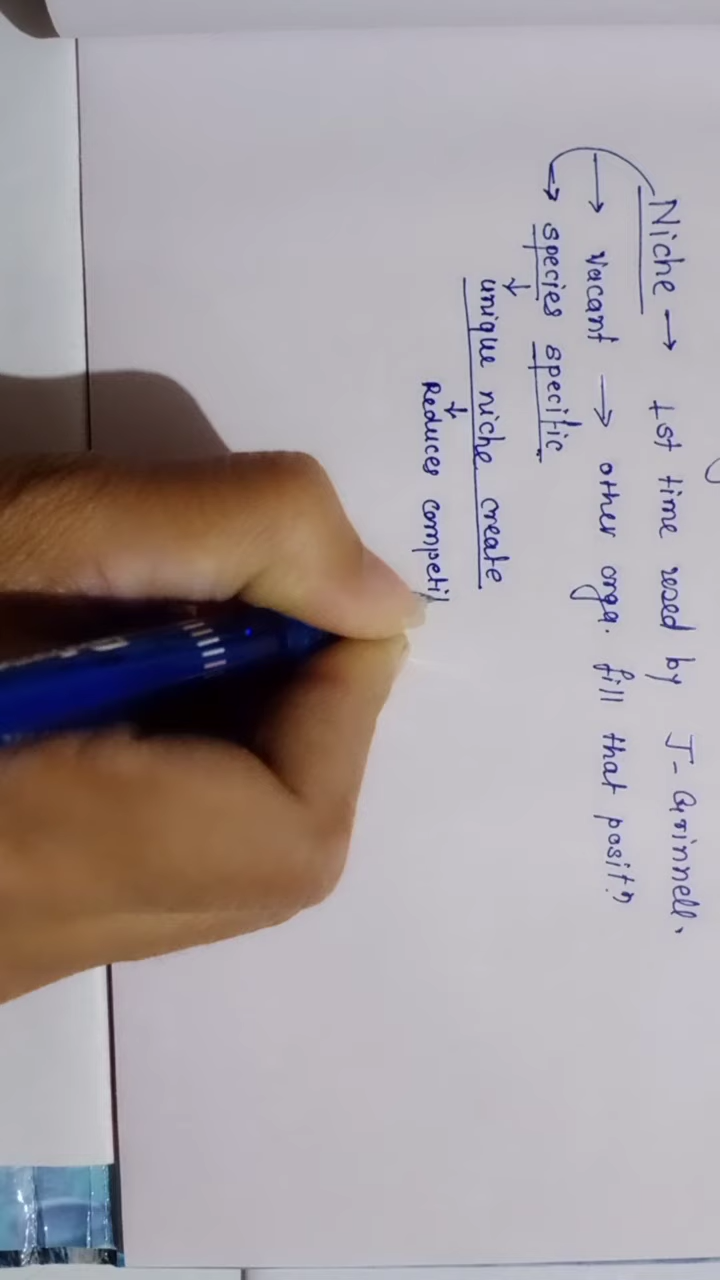 Niche → 1st time used by J-Grinnell.
→ Vacant → other orga. fill that positn
→ species specific
↓
unique niche create
↓
Reduces competi